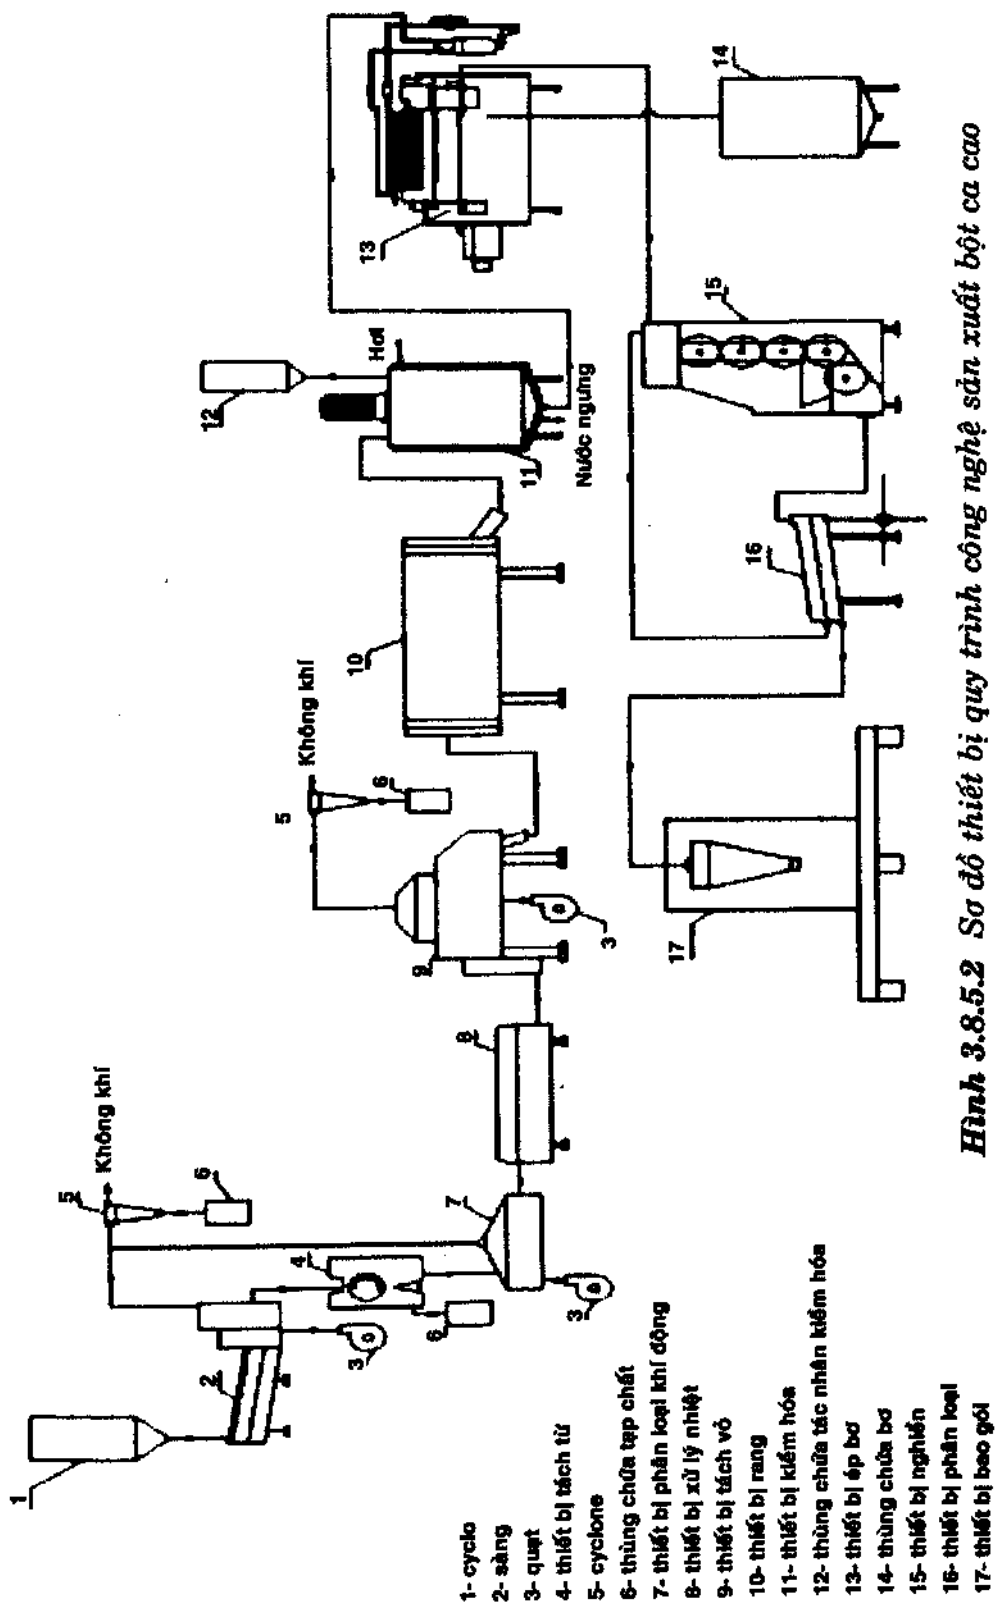 1
2
3
4
5
Không khí
6
6
7
3
8
9
3
5
Không khí
6
10
11
12
Hơi
Nước ngưng
13
14
15
16
17
1- cyclo
2- sàng
3- quạt
4- thiết bị tách từ
5- cyclone
6- thùng chứa tạp chất
7- thiết bị phân loại khí động
8- thiết bị xử lý nhiệt
9- thiết bị tách vỏ
10- thiết bị rang
11- thiết bị kiềm hóa
12- thùng chứa tác nhân kiềm hóa
13- thiết bị ép bơ
14- thùng chứa bơ
15- thiết bị nghiền
16- thiết bị phân loại
17- thiết bị bao gói
3
Hình 3.8.5.2 Sơ đồ thiết bị quy trình công nghệ sản xuất bột ca cao